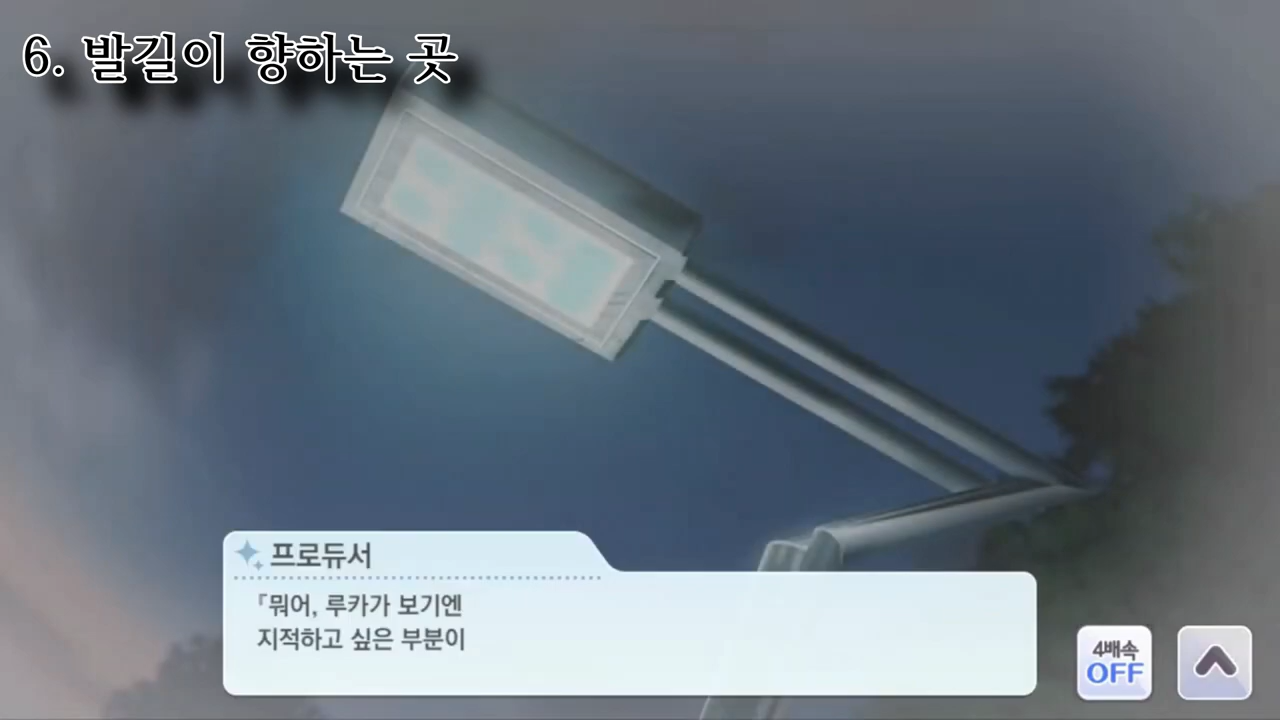 6. 발길이 향하는 곳
프로듀서
『뭐어, 루카가 보기엔
지적하고 싶은 부분이
4배속
OFF